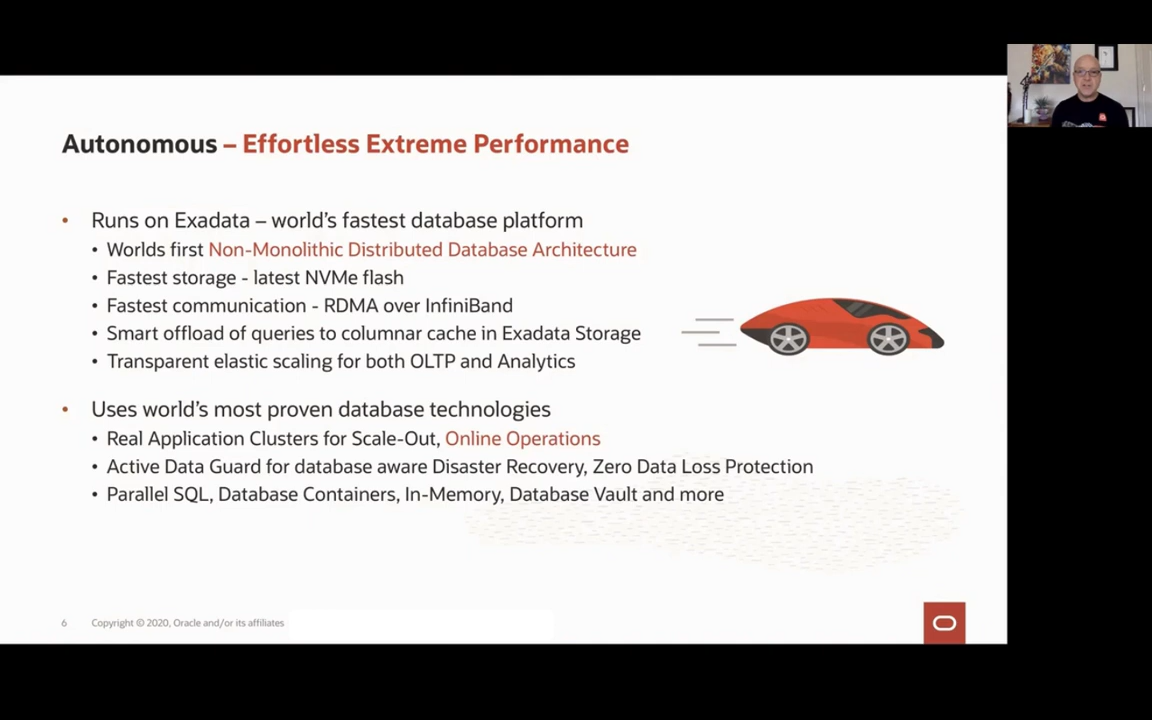 Autonomous – Effortless Extreme Performance
• Runs on Exadata – world's fastest database platform
• Worlds first Non-Monolithic Distributed Database Architecture
• Fastest storage - latest NVMe flash
• Fastest communication - RDMA over InfiniBand
• Smart offload of queries to columnar cache in Exadata Storage
• Transparent elastic scaling for both OLTP and Analytics
• Uses world's most proven database technologies
• Real Application Clusters for Scale-Out, Online Operations
• Active Data Guard for database aware Disaster Recovery, Zero Data Loss Protection
• Parallel SQL, Database Containers, In-Memory, Database Vault and more
6 Copyright © 2020, Oracle and/or its affiliates